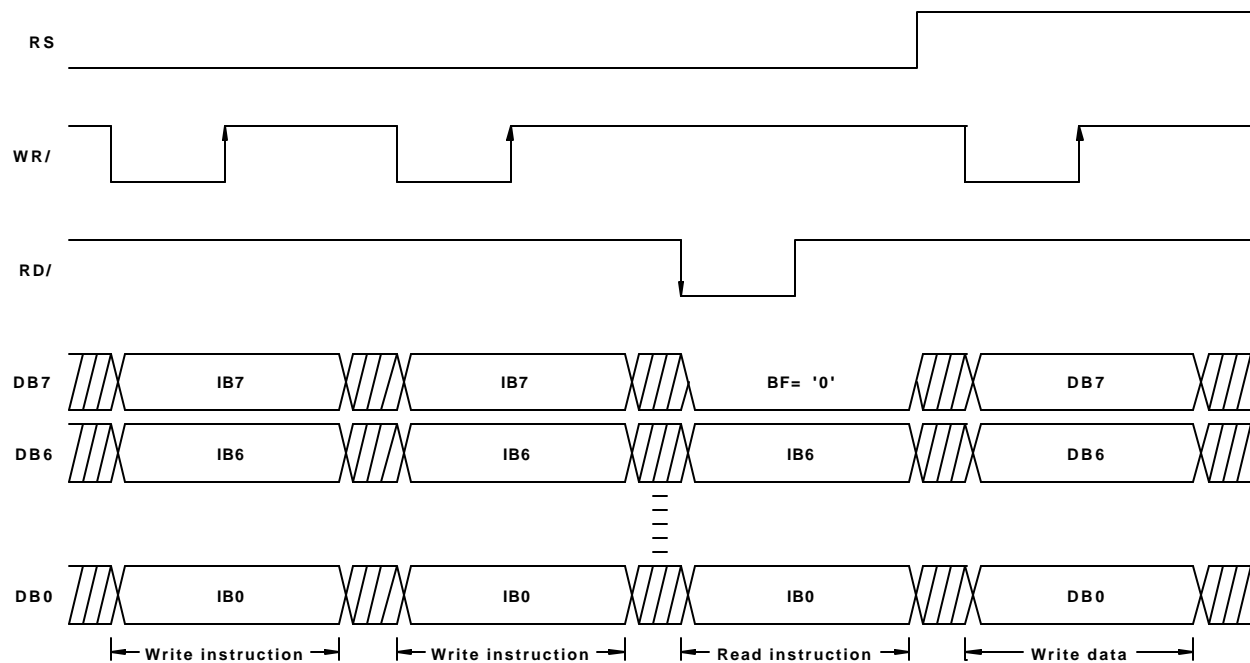 RS
WR/
RD/
DB7 IB7 IB7 BF= '0' DB7
DB6 IB6 IB6 IB6 DB6
DB0 IB0 IB0 IB0 DB0
Write instruction Write instruction Read instruction Write data